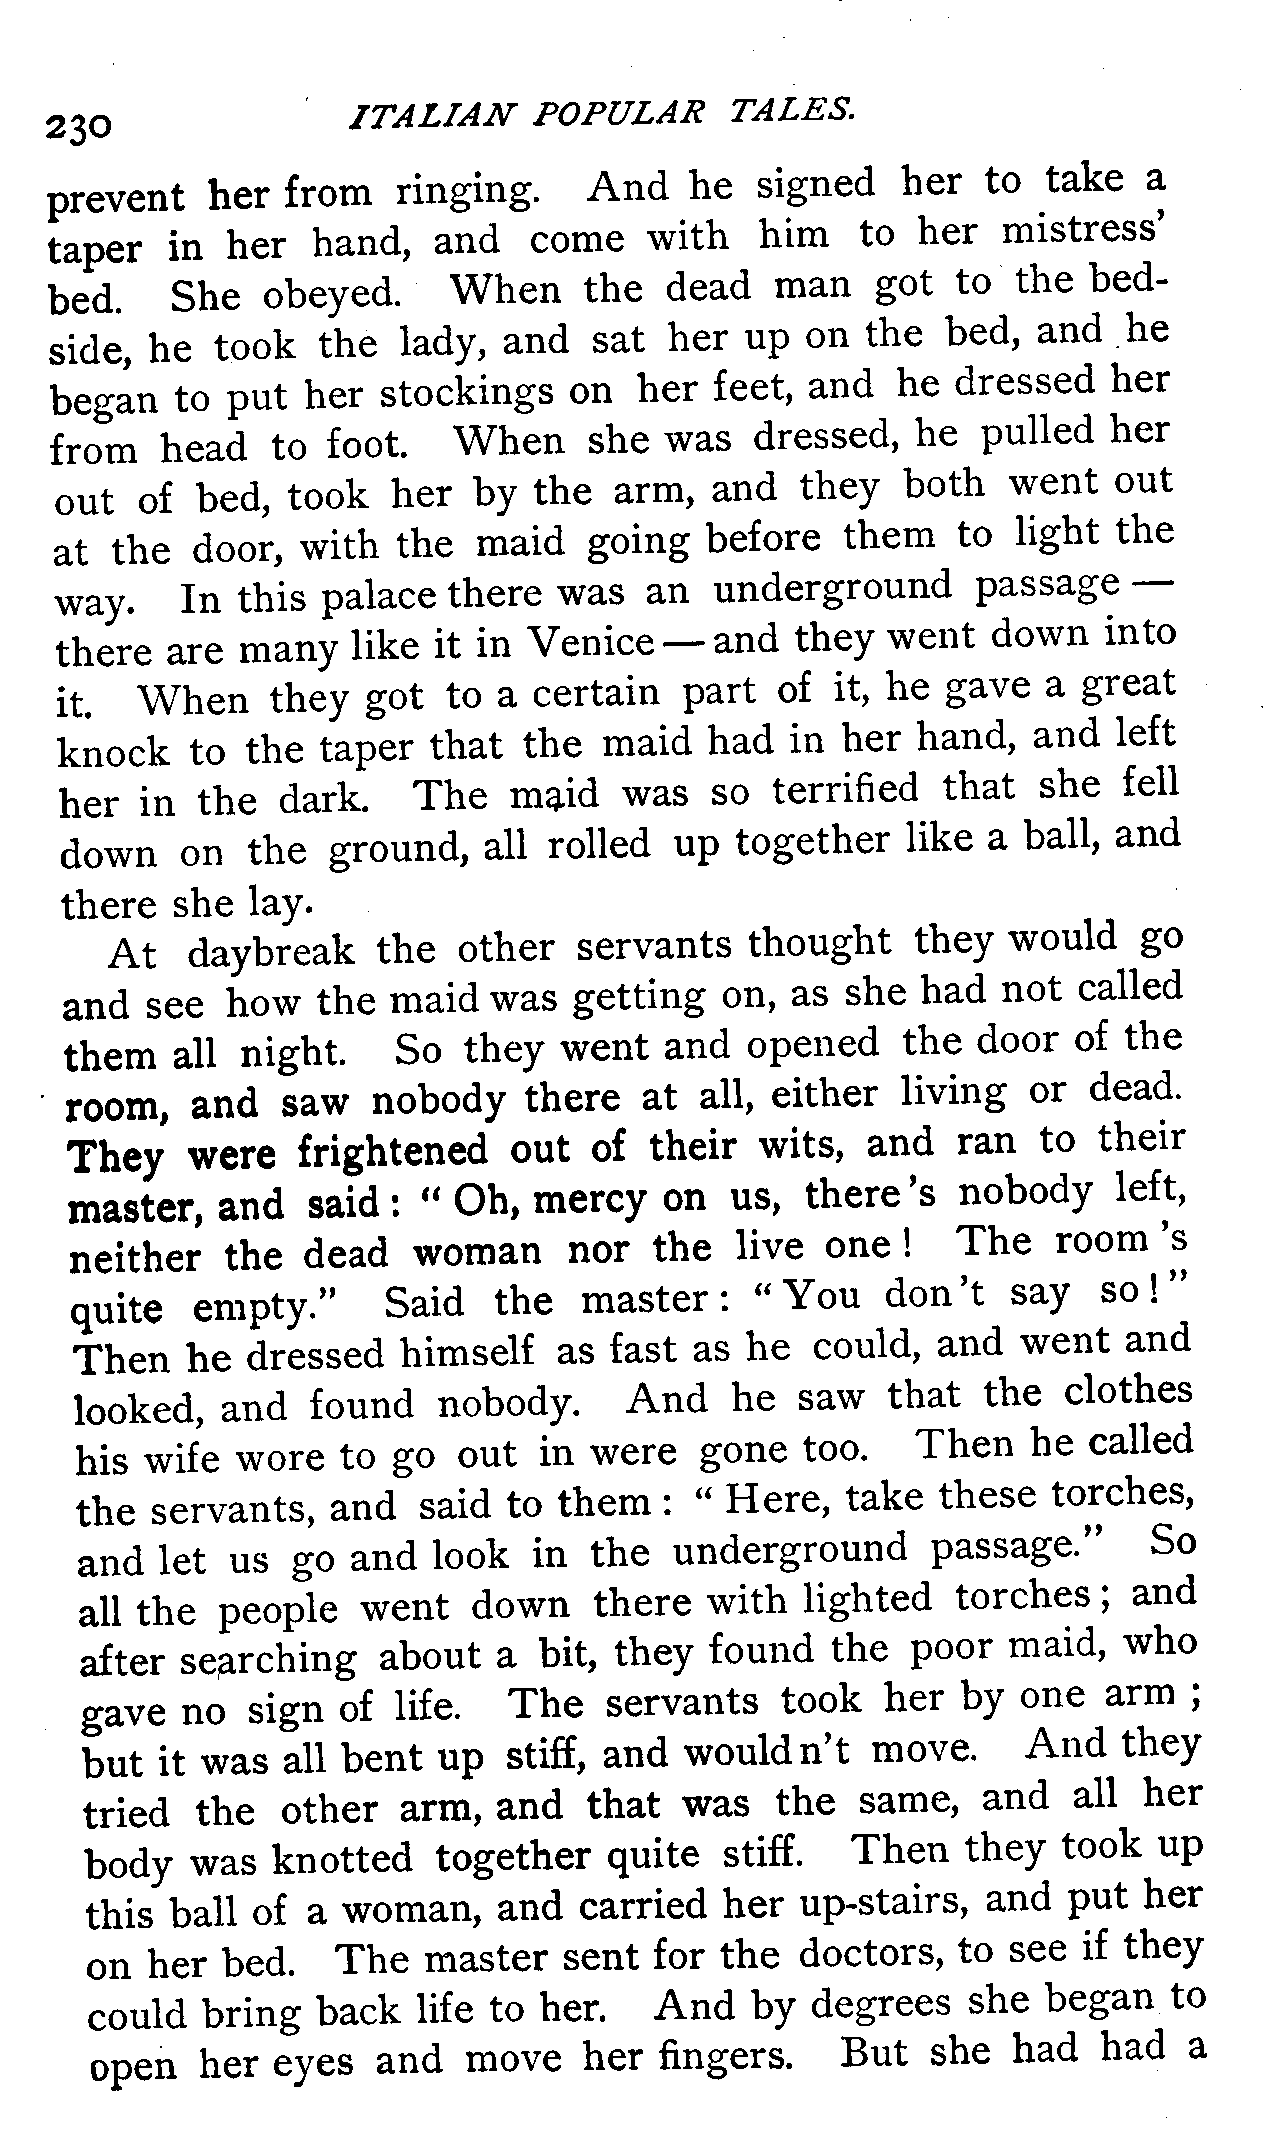 230 ITALIAN POPULAR TALES.
prevent her from ringing. And he signed her to take a
taper in her hand, and come with him to her mistress'
bed. She obeyed. When the dead man got to the bed-
side, he took the lady, and sat her up on the bed, and he
began to put her stockings on her feet, and he dressed her
from head to foot. When she was dressed, he pulled her
out of bed, took her by the arm, and they both went out
at the door, with the maid going before them to light the
way. In this palace there was an underground passage —
there are many like it in Venice — and they went down into
it. When they got to a certain part of it, he gave a great
knock to the taper that the maid had in her hand, and left
her in the dark. The maid was so terrified that she fell
down on the ground, all rolled up together like a ball, and
there she lay.
At daybreak the other servants thought they would go
and see how the maid was getting on, as she had not called
them all night. So they went and opened the door of the
room, and saw nobody there at all, either living or dead.
They were frightened out of their wits, and ran to their
master, and said: "Oh, mercy on us, there's nobody left,
neither the dead woman nor the live one! The room's
quite empty." Said the master: "You don't say so!"
Then he dressed himself as fast as he could, and went and
looked, and found nobody. And he saw that the clothes
his wife wore to go out in were gone too. Then he called
the servants, and said to them: "Here, take these torches,
and let us go and look in the underground passage." So
all the people went down there with lighted torches; and
after searching about a bit, they found the poor maid, who
gave no sign of life. The servants took her by one arm;
but it was all bent up stiff, and wouldn't move. And they
tried the other arm, and that was the same, and all her
body was knotted together quite stiff. Then they took up
this ball of a woman, and carried her up-stairs, and put her
on her bed. The master sent for the doctors, to see if they
could bring back life to her. And by degrees she began to
open her eyes and move her fingers. But she had had a